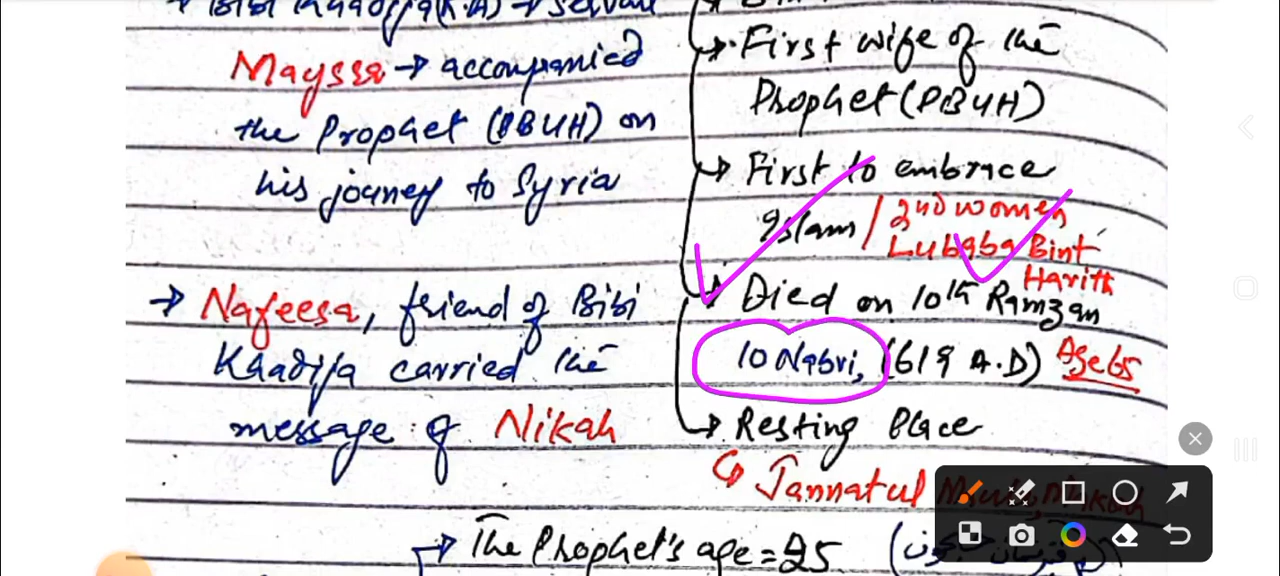 Mayssa → accompanied
the Prophet (PBUH) on
his journey to Syria
→ Nafeesa, friend of Bibi
Khadija carried the
message of Nikah
→ First wife of the
Prophet (PBUH)
→ First to embrace
Islam / 2nd women
Lubaba Bint
Harith
→ Died on 10th Ramzan
10 Nabvi, (619 A.D) Age 65
→ Resting Place
Jannatul
→ The Prophet's age = 25